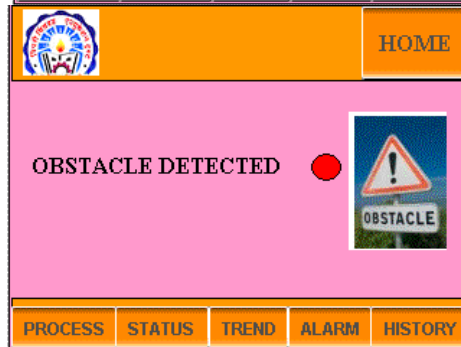 HOME
OBSTACLE DETECTED
OBSTACLE
PROCESS STATUS TREND ALARM HISTORY